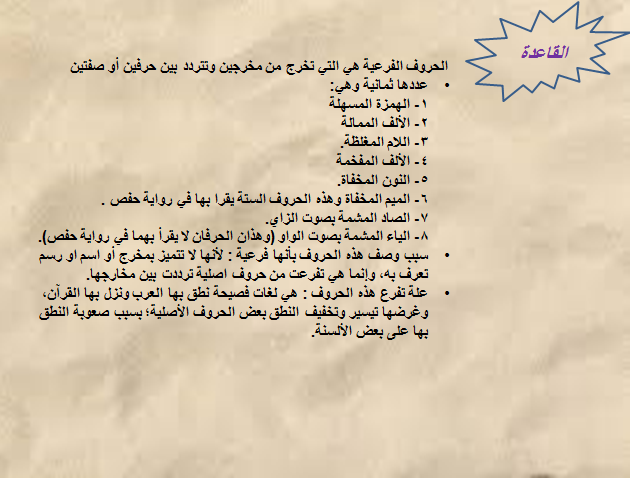 القاعدة
الحروف الفرعية هي التي تخرج من مخرجين وتتردد بين حرفين أو صفتين
• عددها ثمانية وهي:
١- الهمزة المسهلة
٢- الألف الممالة
٣- اللام المغلظة.
٤- الألف المفخمة
٥- النون المخفاة.
٦- الميم المخفاة وهذه الحروف الستة يقرا بها في رواية حفص .
٧- الصاد المشمة بصوت الزاي.
٨- الياء المشمة بصوت الواو (وهذان الحرفان لا يقرأ بهما في رواية حفص).
• سبب وصف هذه الحروف بأنها فرعية : لأنها لا تتميز بمخرج أو اسم او رسم
تعرف به، وإنما هي تفرعت من حروف اصلية ترددت بين مخارجها.
• علة تفرع هذه الحروف : هي لغات فصيحة نطق بها العرب ونزل بها القرآن،
وغرضها تيسير وتخفيف النطق بعض الحروف الأصلية؛ بسبب صعوبة النطق
بها على بعض الألسنة.